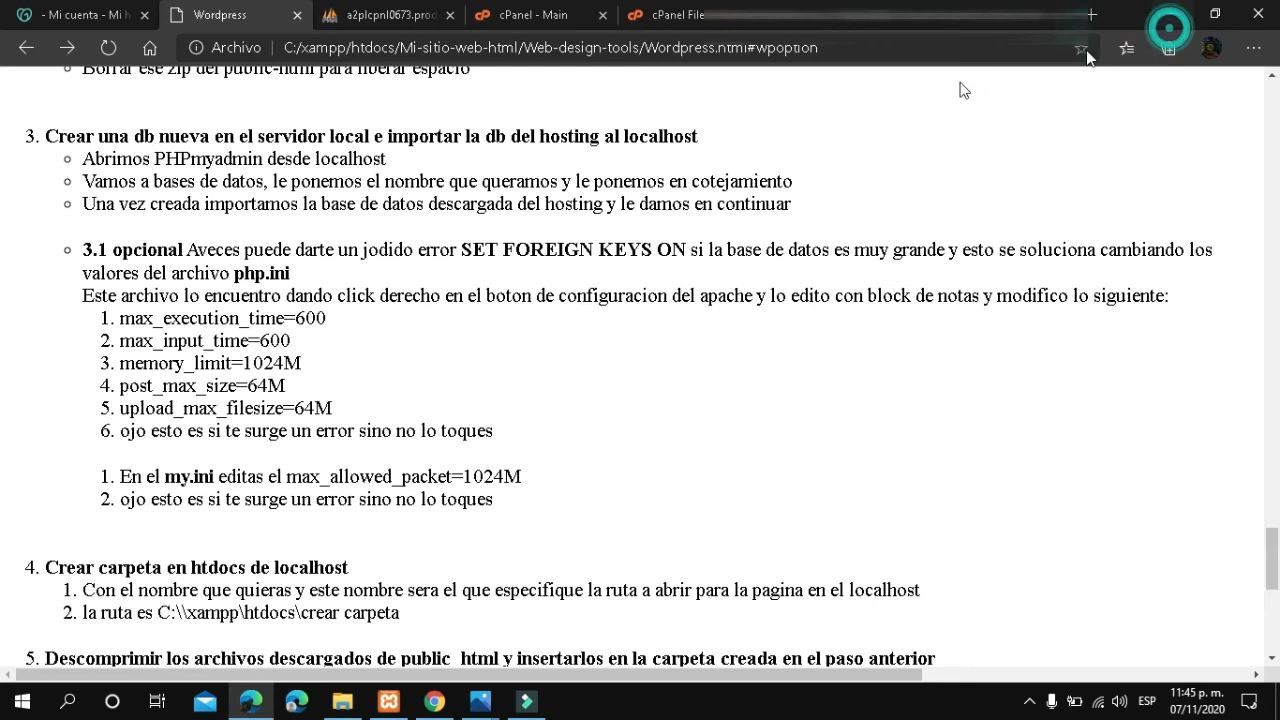 - Mi cuenta - Mi h
Wordpress
a2plcpnl0673.prod
cPanel - Main
cPanel File
Archivo
C:/xampp/htdocs/Mi-sitio-web-html/Web-design-tools/Wordpress.html#wpoption
Borrar ese zip del public-html para liberar espacio
3. Crear una db nueva en el servidor local e importar la db del hosting al localhost
Abrimos PHPmyadmin desde localhost
Vamos a bases de datos, le ponemos el nombre que queramos y le ponemos en cotejamiento
Una vez creada importamos la base de datos descargada del hosting y le damos en continuar
3.1 opcional Aveces puede darte un jodido error SET FOREIGN KEYS ON si la base de datos es muy grande y esto se soluciona cambiando los
valores del archivo php.ini
Este archivo lo encuentro dando click derecho en el boton de configuracion del apache y lo edito con block de notas y modifico lo siguiente:
1. max_execution_time=600
2. max_input_time=600
3. memory_limit=1024M
4. post_max_size=64M
5. upload_max_filesize=64M
6. ojo esto es si te surge un error sino no lo toques
1. En el my.ini editas el max_allowed_packet=1024M
2. ojo esto es si te surge un error sino no lo toques
4. Crear carpeta en htdocs de localhost
1. Con el nombre que quieras y este nombre sera el que especifique la ruta a abrir para la pagina en el localhost
2. la ruta es C:\\xampp\htdocs\crear carpeta
5. Descomprimir los archivos descargados de public_html y insertarlos en la carpeta creada en el paso anterior
ESP
11:45 p. m.
07/11/2020